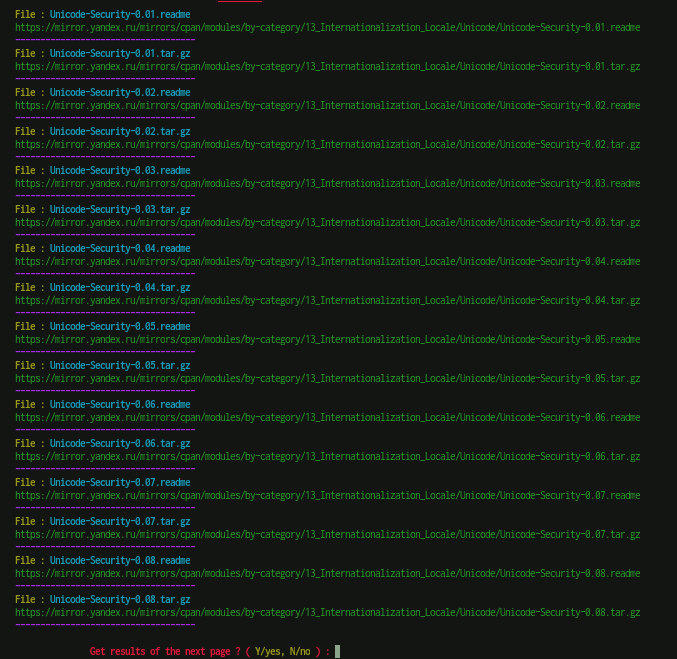 File : Unicode-Security-0.01.readme
https://mirror.yandex.ru/mirrors/cpan/modules/by-category/13_Internationalization_Locale/Unicode/Unicode-Security-0.01.readme
------------------------------------
File : Unicode-Security-0.01.tar.gz
https://mirror.yandex.ru/mirrors/cpan/modules/by-category/13_Internationalization_Locale/Unicode/Unicode-Security-0.01.tar.gz
------------------------------------
File : Unicode-Security-0.02.readme
https://mirror.yandex.ru/mirrors/cpan/modules/by-category/13_Internationalization_Locale/Unicode/Unicode-Security-0.02.readme
------------------------------------
File : Unicode-Security-0.02.tar.gz
https://mirror.yandex.ru/mirrors/cpan/modules/by-category/13_Internationalization_Locale/Unicode/Unicode-Security-0.02.tar.gz
------------------------------------
File : Unicode-Security-0.03.readme
https://mirror.yandex.ru/mirrors/cpan/modules/by-category/13_Internationalization_Locale/Unicode/Unicode-Security-0.03.readme
------------------------------------
File : Unicode-Security-0.03.tar.gz
https://mirror.yandex.ru/mirrors/cpan/modules/by-category/13_Internationalization_Locale/Unicode/Unicode-Security-0.03.tar.gz
------------------------------------
File : Unicode-Security-0.04.readme
https://mirror.yandex.ru/mirrors/cpan/modules/by-category/13_Internationalization_Locale/Unicode/Unicode-Security-0.04.readme
------------------------------------
File : Unicode-Security-0.04.tar.gz
https://mirror.yandex.ru/mirrors/cpan/modules/by-category/13_Internationalization_Locale/Unicode/Unicode-Security-0.04.tar.gz
------------------------------------
File : Unicode-Security-0.05.readme
https://mirror.yandex.ru/mirrors/cpan/modules/by-category/13_Internationalization_Locale/Unicode/Unicode-Security-0.05.readme
------------------------------------
File : Unicode-Security-0.05.tar.gz
https://mirror.yandex.ru/mirrors/cpan/modules/by-category/13_Internationalization_Locale/Unicode/Unicode-Security-0.05.tar.gz
------------------------------------
File : Unicode-Security-0.06.readme
https://mirror.yandex.ru/mirrors/cpan/modules/by-category/13_Internationalization_Locale/Unicode/Unicode-Security-0.06.readme
------------------------------------
File : Unicode-Security-0.06.tar.gz
https://mirror.yandex.ru/mirrors/cpan/modules/by-category/13_Internationalization_Locale/Unicode/Unicode-Security-0.06.tar.gz
------------------------------------
File : Unicode-Security-0.07.readme
https://mirror.yandex.ru/mirrors/cpan/modules/by-category/13_Internationalization_Locale/Unicode/Unicode-Security-0.07.readme
------------------------------------
File : Unicode-Security-0.07.tar.gz
https://mirror.yandex.ru/mirrors/cpan/modules/by-category/13_Internationalization_Locale/Unicode/Unicode-Security-0.07.tar.gz
------------------------------------
File : Unicode-Security-0.08.readme
https://mirror.yandex.ru/mirrors/cpan/modules/by-category/13_Internationalization_Locale/Unicode/Unicode-Security-0.08.readme
------------------------------------
File : Unicode-Security-0.08.tar.gz
https://mirror.yandex.ru/mirrors/cpan/modules/by-category/13_Internationalization_Locale/Unicode/Unicode-Security-0.08.tar.gz
------------------------------------
Get results of the next page ? ( Y/yes, N/no ) :